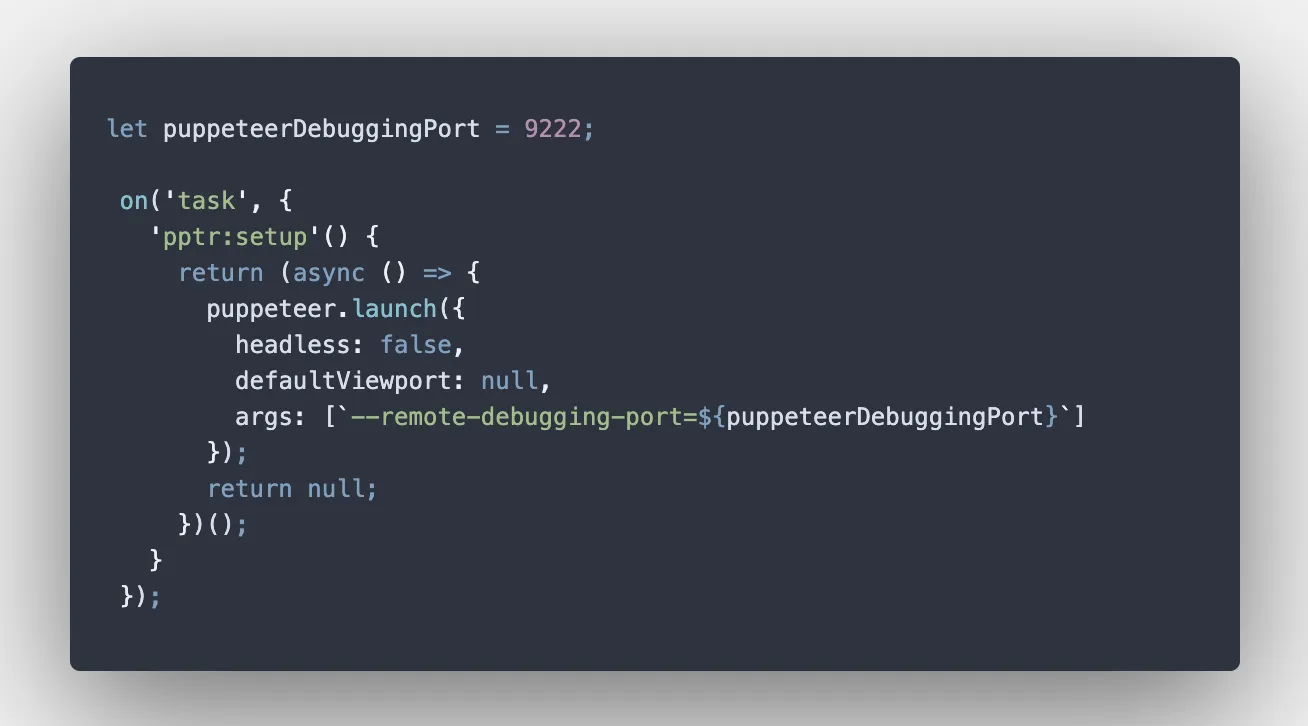 let puppeteerDebuggingPort = 9222;
on('task', {
'pptr:setup'() {
return (async () => {
puppeteer.launch({
headless: false,
defaultViewport: null,
args: [`--remote-debugging-port=${puppeteerDebuggingPort}`]
});
return null;
})();
}
});